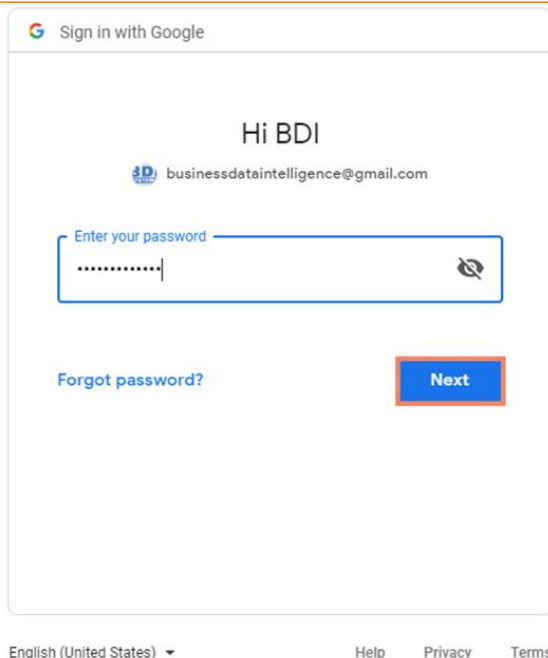 Sign in with Google
Hi BDI
businessdataintelligence@gmail.com
Enter your password
•••••••••••••
Forgot password?
Next
English (United States)
Help Privacy Terms